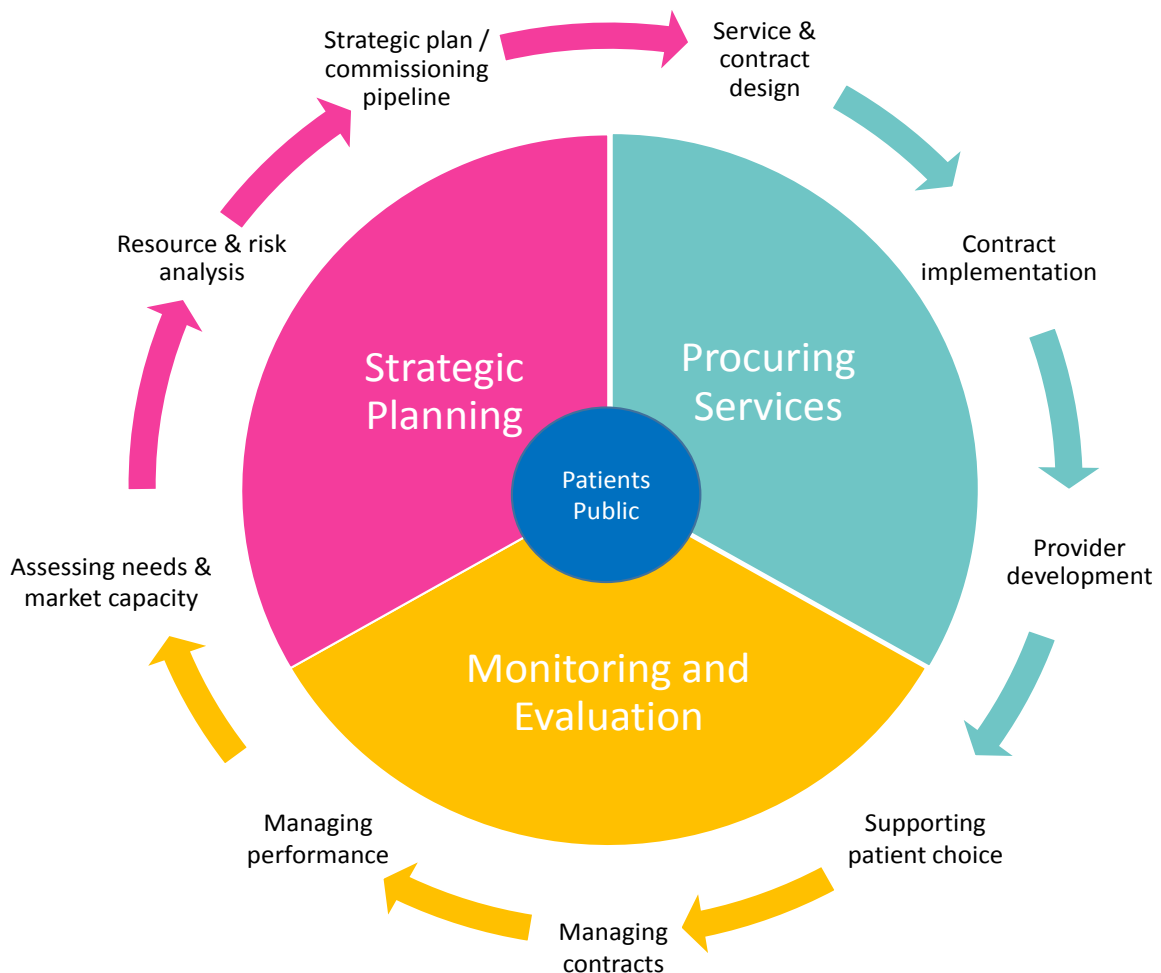 Strategic plan /
commissioning
pipeline
Service &
contract
design
Contract
implementation
Provider
development
Supporting
patient choice
Managing
contracts
Managing
performance
Assessing needs &
market capacity
Resource & risk
analysis
Strategic
Planning
Procuring
Services
Monitoring and
Evaluation
Patients
Public